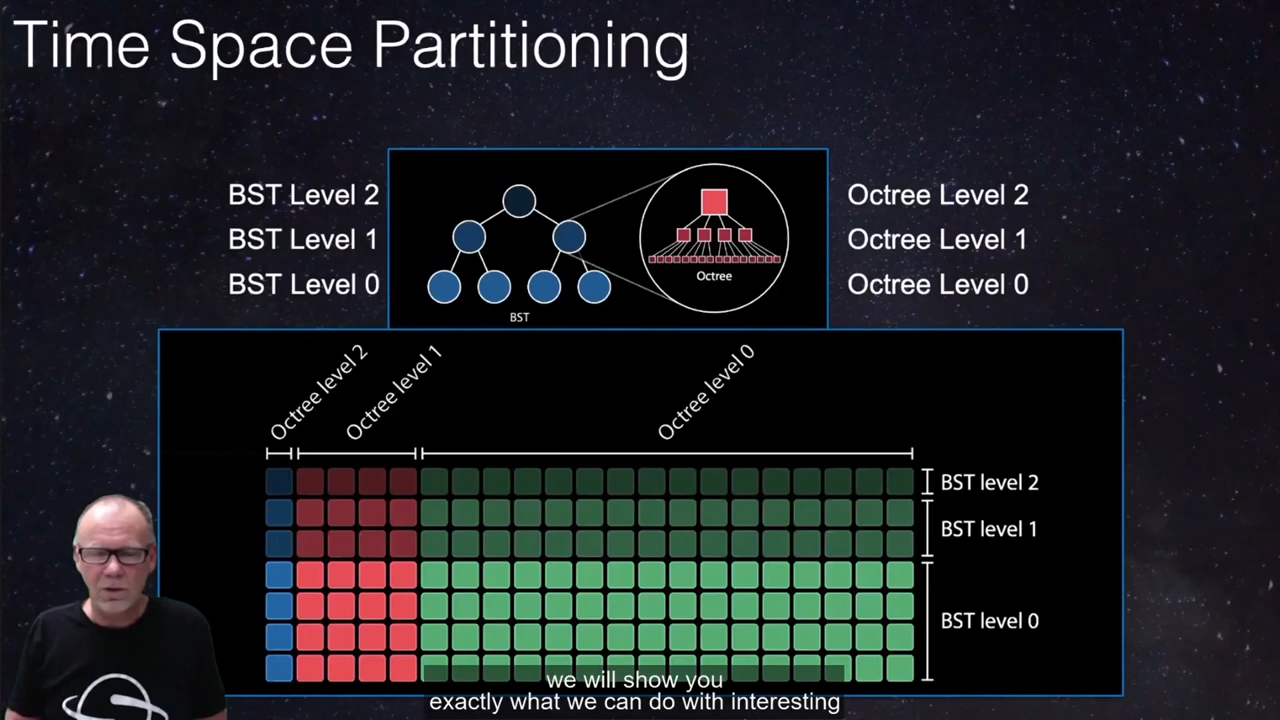 Time Space Partitioning
BST Level 2
BST Level 1
BST Level 0
BST
Octree
Octree Level 2
Octree Level 1
Octree Level 0
Octree level 2
Octree level 1
Octree level 0
BST level 2
BST level 1
BST level 0
we will show you
exactly what we can do with interesting